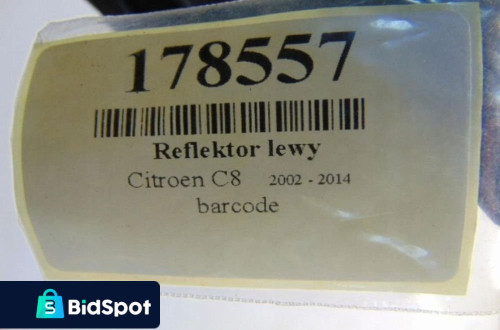 178557
Reflektor lewy
Citroen C8 2002 - 2014
barcode
BidSpot